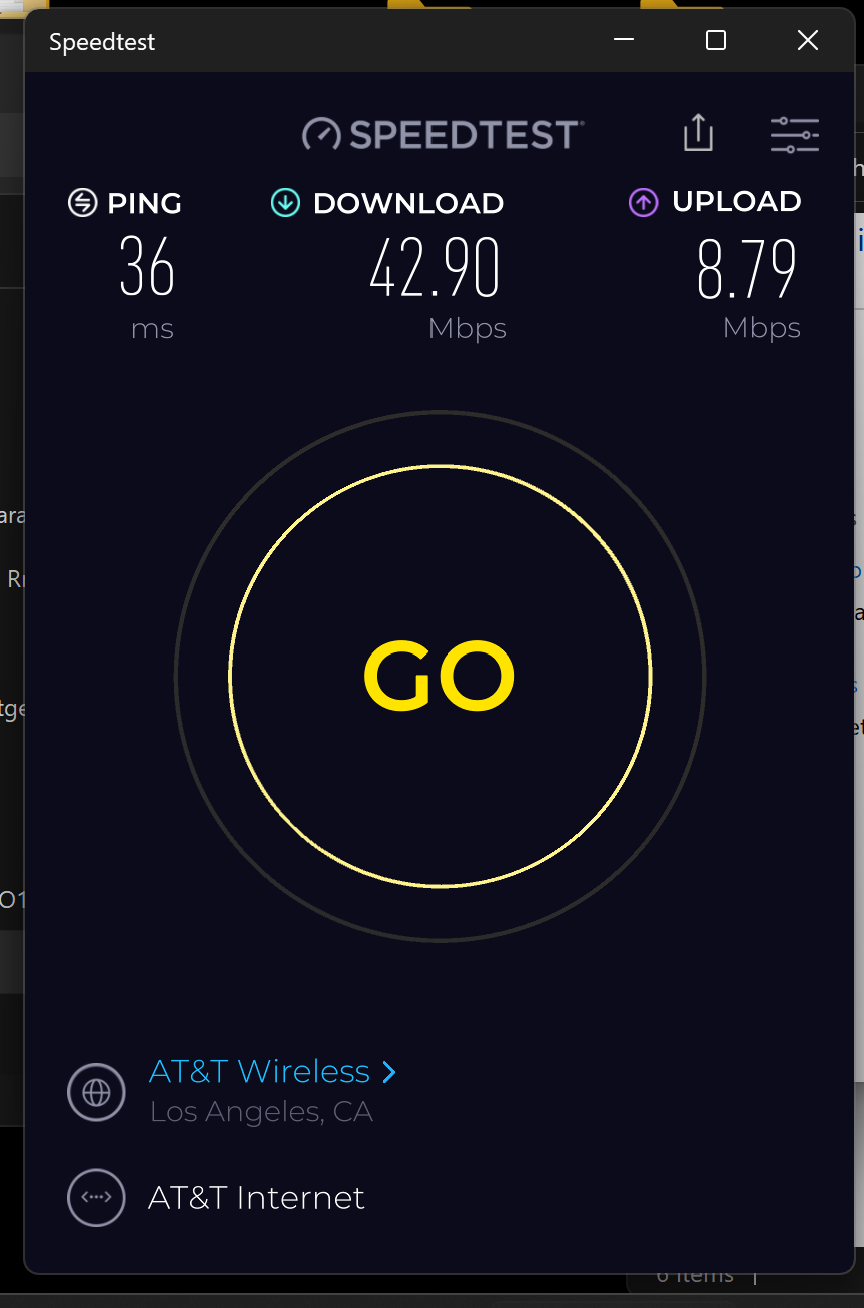 Speedtest
SPEEDTEST
PING DOWNLOAD UPLOAD
36 42.90 8.79
ms Mbps Mbps
GO
AT&T Wireless
Los Angeles, CA
AT&T Internet